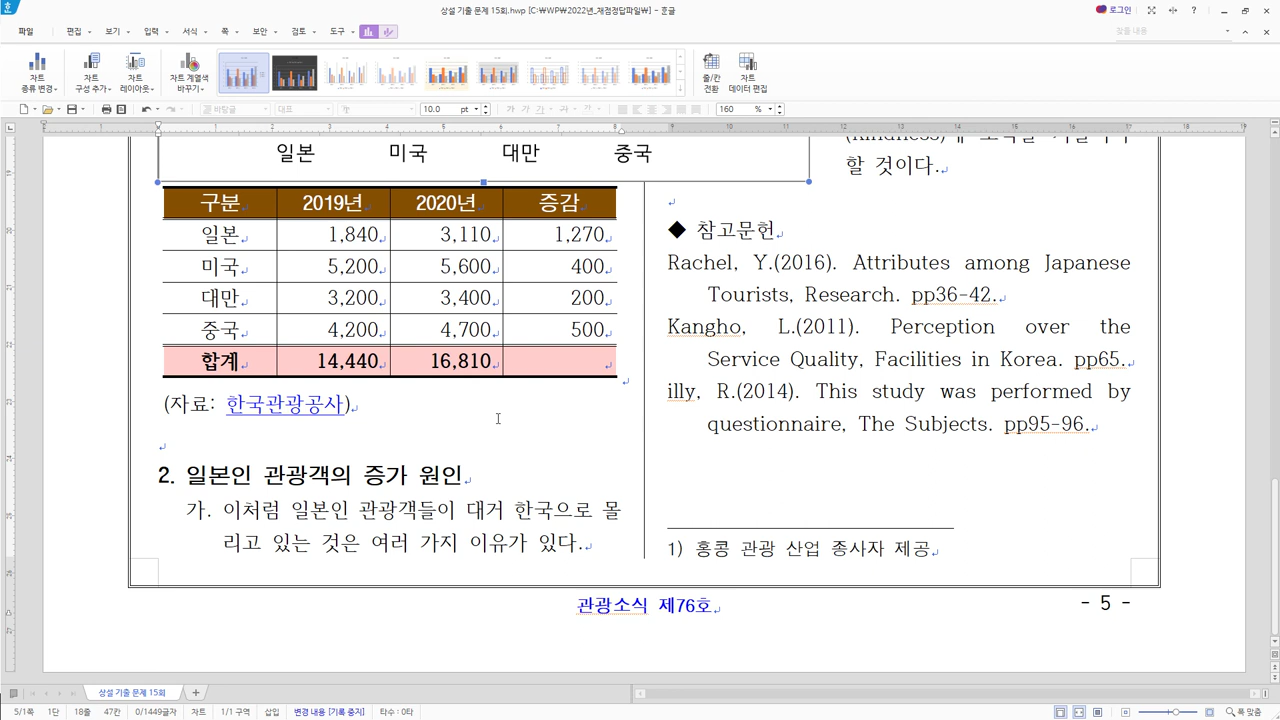 상설 기출 문제 15회.hwp [C:₩WP₩2022년_채점정답파일₩] - 훈글
로그인
파일 편집 보기 입력 서식 쪽 보안 검토 도구
찾을 내용
차트 종류 변경
차트 구성 추가
차트 레이아웃
차트 계열색 바꾸기
줄/칸 전환
차트 데이터 편집
바탕글 대표 10.0 pt 160 %
(Kindness)에
할 것이다.
일본 미국 대만 중국
구분 2019년 2020년 증감
일본 1,840 3,110 1,270
미국 5,200 5,600 400
대만 3,200 3,400 200
중국 4,200 4,700 500
합계 14,440 16,810
(자료: 한국관광공사)
2. 일본인 관광객의 증가 원인
가. 이처럼 일본인 관광객들이 대거 한국으로 몰
리고 있는 것은 여러 가지 이유가 있다.
◆ 참고문헌
Rachel, Y.(2016). Attributes among Japanese
Tourists, Research. pp36-42.
Kangho, L.(2011). Perception over the
Service Quality, Facilities in Korea. pp65.
illy, R.(2014). This study was performed by
questionnaire, The Subjects. pp95-96.
1) 홍콩 관광 산업 종사자 제공
관광소식 제76호
- 5 -
상설 기출 문제 15회
5/1쪽 1단 18줄 47칸 0/1449글자 차트 1/1 구역 삽입 변경 내용 [기록 중지] 타수 : 0타
폭 맞춤